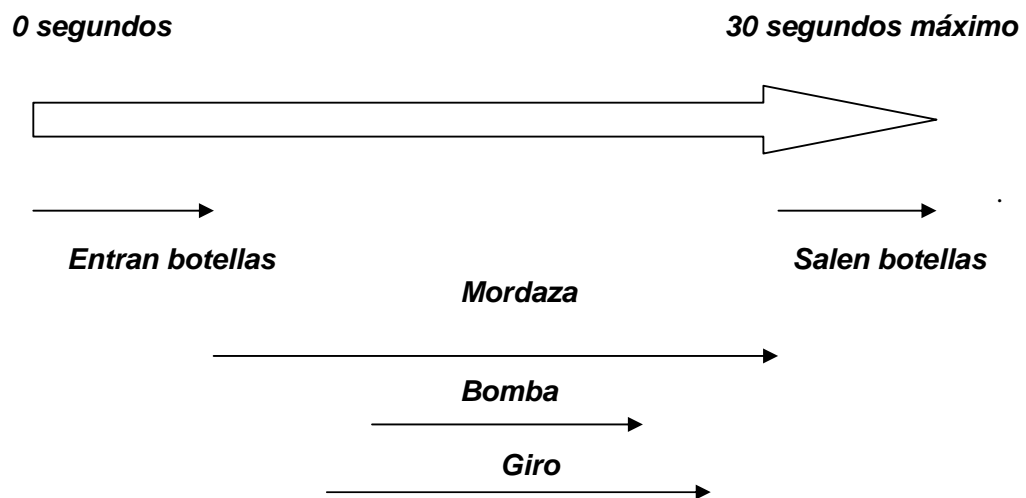 0 segundos
30 segundos máximo
Entran botellas
Salen botellas
Mordaza
Bomba
Giro